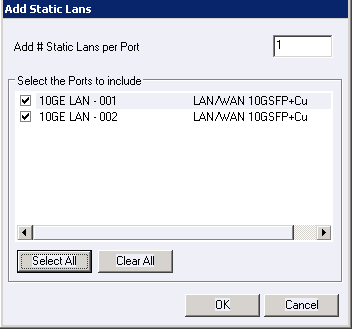 Add Static Lans
Add # Static Lans per Port 1
Select the Ports to include
10GE LAN - 001 LAN/WAN 10GSFP+Cu
10GE LAN - 002 LAN/WAN 10GSFP+Cu
Select All Clear All
OK Cancel